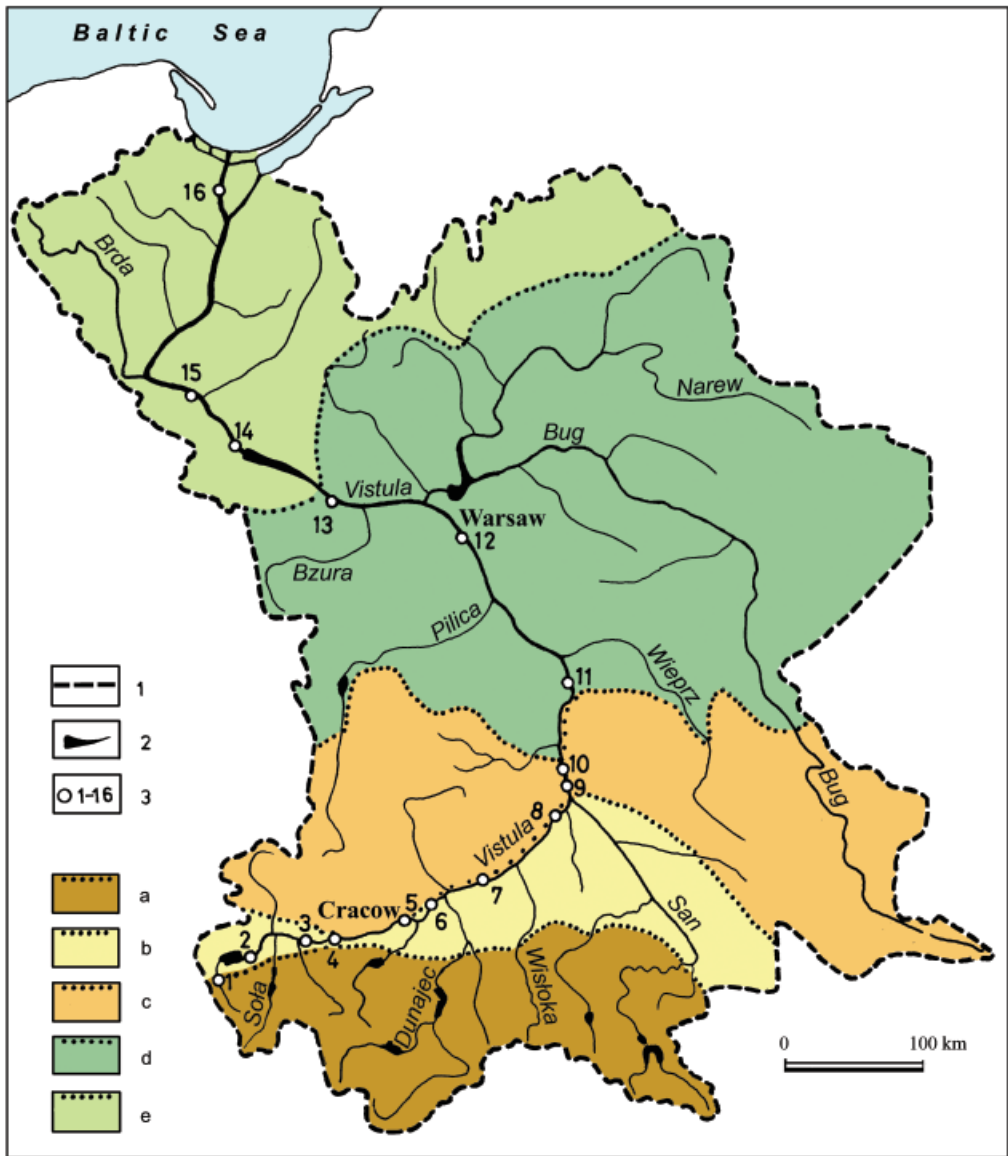 Baltic Sea
16
Brda
15
Narew
14
Bug
Vistula
13
Warsaw
12
Bzura
Pilica
Wieprz
11
1
2
10
1-16 3
9
Bug
8
Vistula
a
7
5
Cracow
6
San
b
3
2
4
1
Soła
Dunajec
Wisłoka
c
0 100 km
d
e